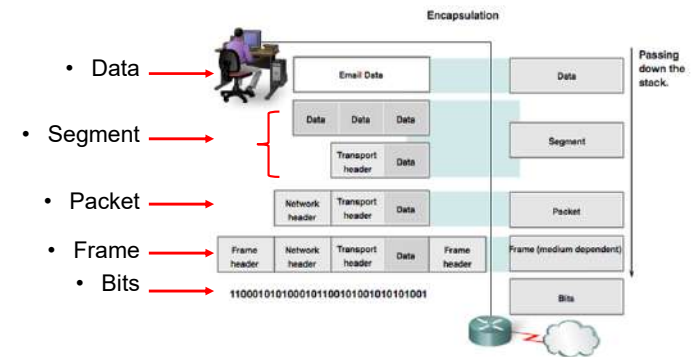 Encapsulation
Passing
down the
stack.
• Data
Email Data
Data
• Segment
Data Data Data
Transport
header
Data
Segment
• Packet
Network
header
Transport
header
Data
Packet
• Frame
Frame
header
Network
header
Transport
header
Data
Frame
header
Frame (medium dependent)
• Bits
Bits